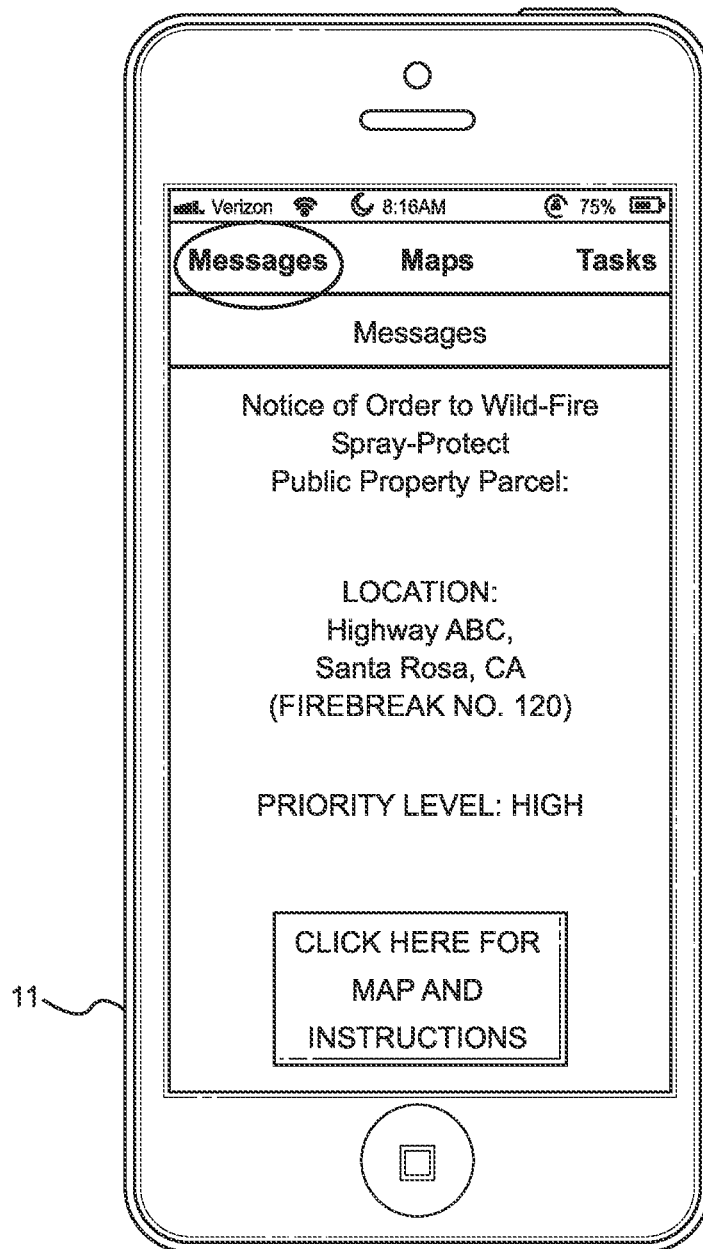 Verizon 8:16AM 75%
Messages Maps Tasks
Messages
Notice of Order to Wild-Fire
Spray-Protect
Public Property Parcel:
LOCATION:
Highway ABC,
Santa Rosa, CA
(FIREBREAK NO. 120)
PRIORITY LEVEL: HIGH
CLICK HERE FOR
MAP AND
INSTRUCTIONS
11